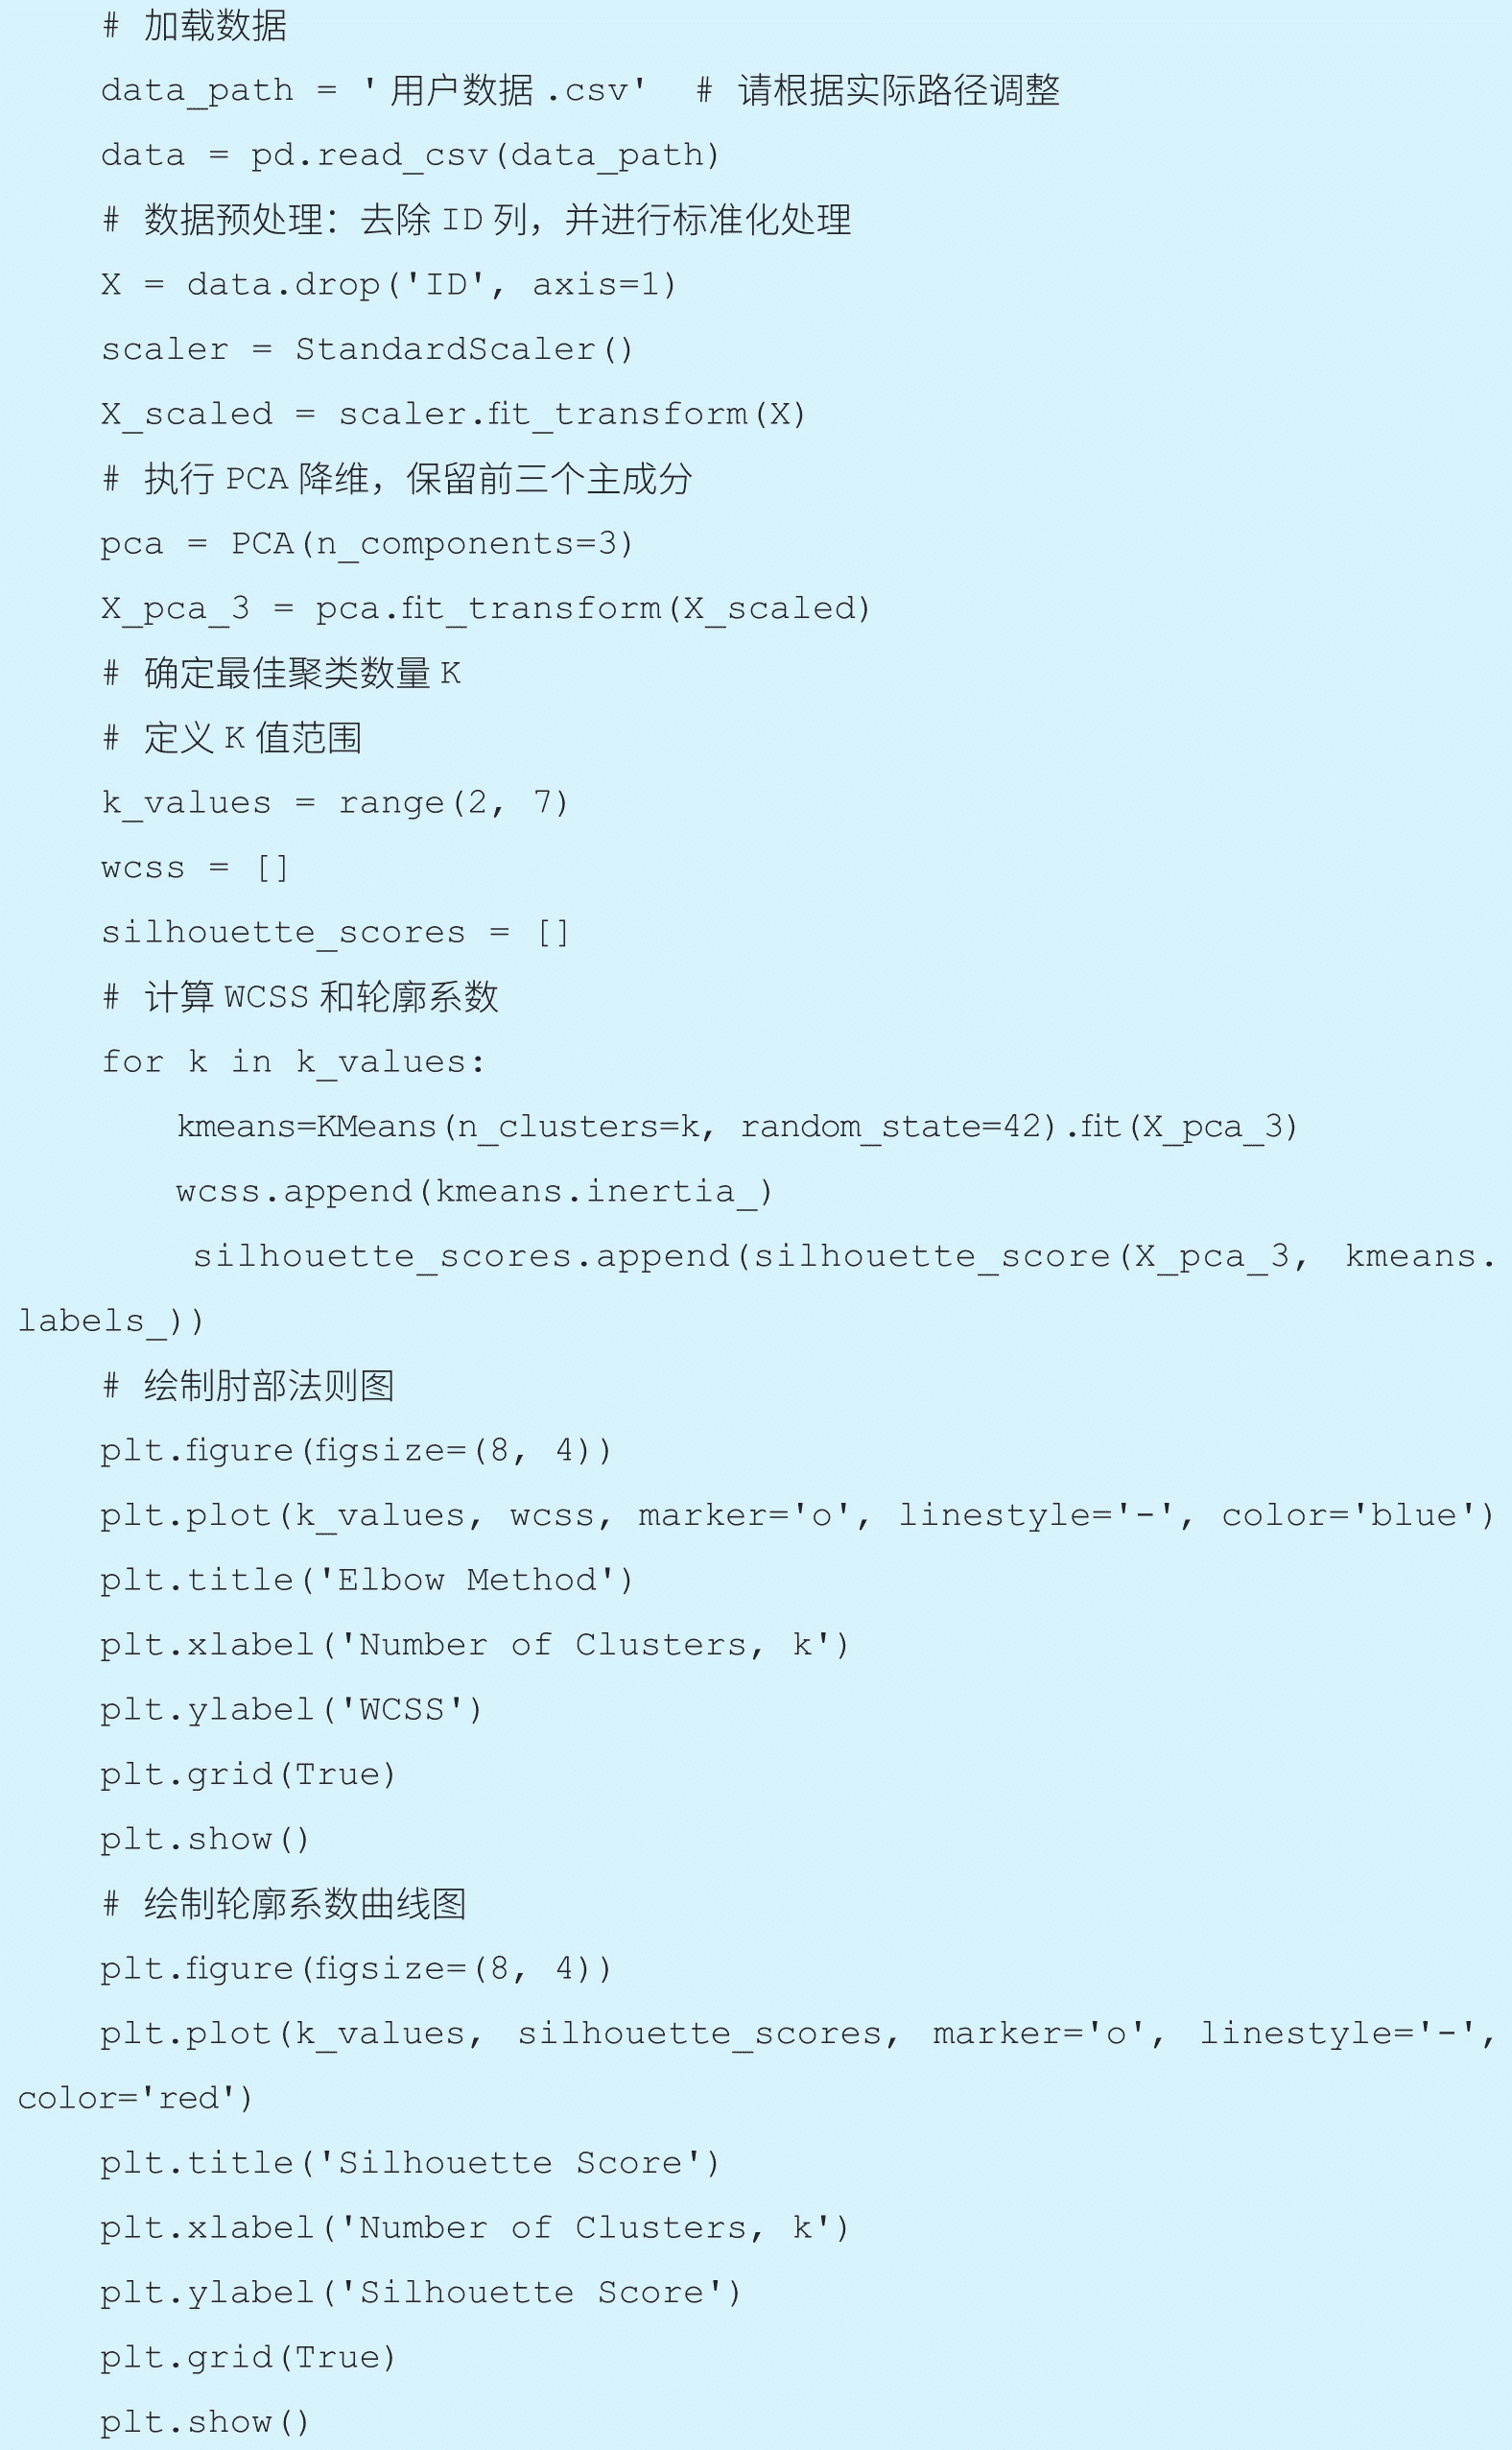 # 加载数据
data_path = '用户数据.csv'  # 请根据实际路径调整
data = pd.read_csv(data_path)
# 数据预处理：去除 ID 列，并进行标准化处理
X = data.drop('ID', axis=1)
scaler = StandardScaler()
X_scaled = scaler.fit_transform(X)
# 执行 PCA 降维，保留前三个主成分
pca = PCA(n_components=3)
X_pca_3 = pca.fit_transform(X_scaled)
# 确定最佳聚类数量 K
# 定义 K 值范围
k_values = range(2, 7)
wcss = []
silhouette_scores = []
# 计算 WCSS 和轮廓系数
for k in k_values:
    kmeans=KMeans(n_clusters=k, random_state=42).fit(X_pca_3)
    wcss.append(kmeans.inertia_)
    silhouette_scores.append(silhouette_score(X_pca_3, kmeans.
labels_))
# 绘制肘部法则图
plt.figure(figsize=(8, 4))
plt.plot(k_values, wcss, marker='o', linestyle='-', color='blue')
plt.title('Elbow Method')
plt.xlabel('Number of Clusters, k')
plt.ylabel('WCSS')
plt.grid(True)
plt.show()
# 绘制轮廓系数曲线图
plt.figure(figsize=(8, 4))
plt.plot(k_values, silhouette_scores, marker='o', linestyle='-',
color='red')
plt.title('Silhouette Score')
plt.xlabel('Number of Clusters, k')
plt.ylabel('Silhouette Score')
plt.grid(True)
plt.show()